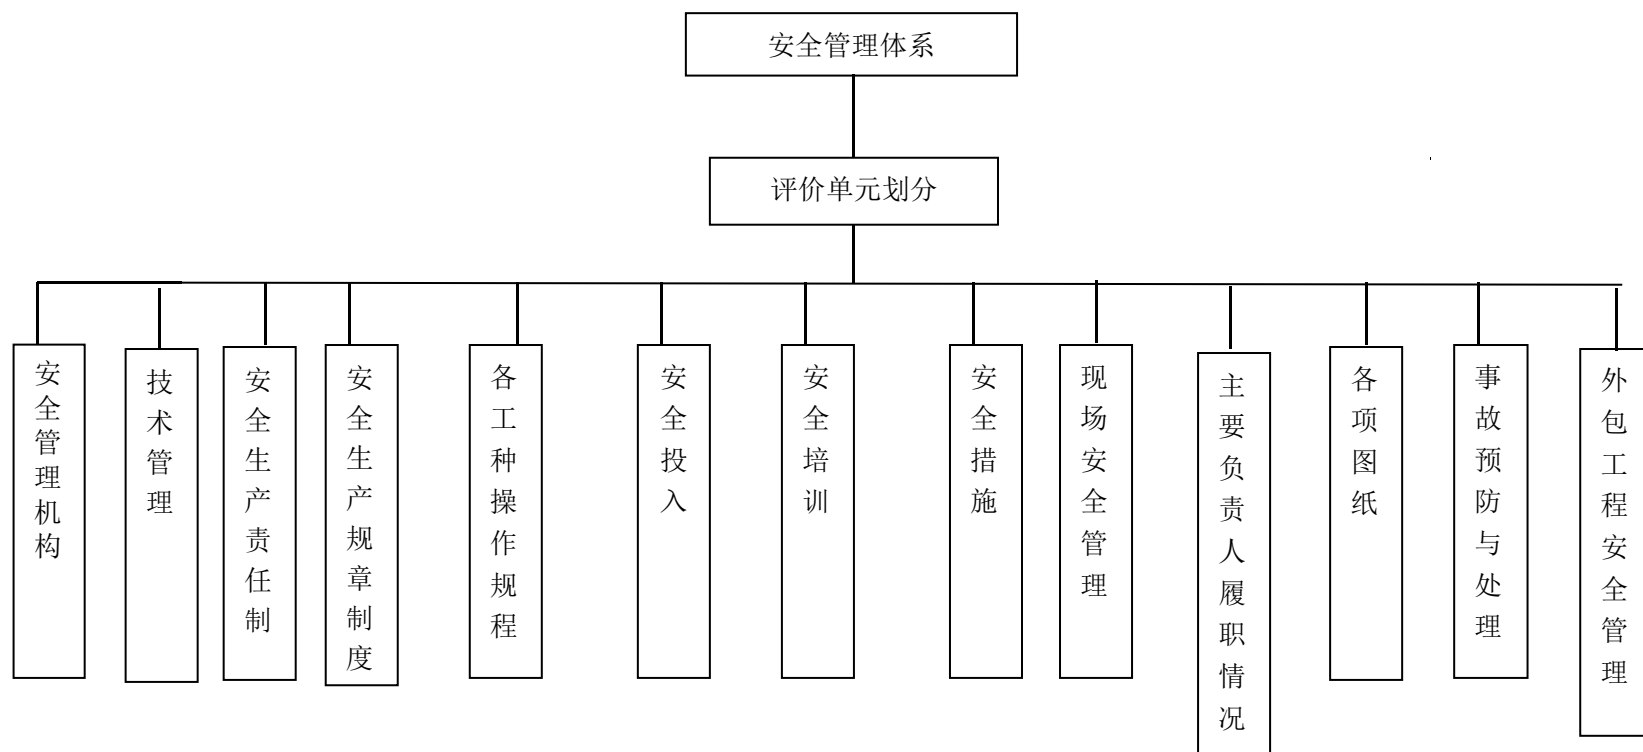 安全管理体系
评价单元划分
安全管理机构
技术管理
安全生产责任制
安全生产规章制度
各工种操作规程
安全投入
安全培训
安全措施
现场安全管理
主要负责人履职情况
各项图纸
事故预防与处理
外包工程安全管理